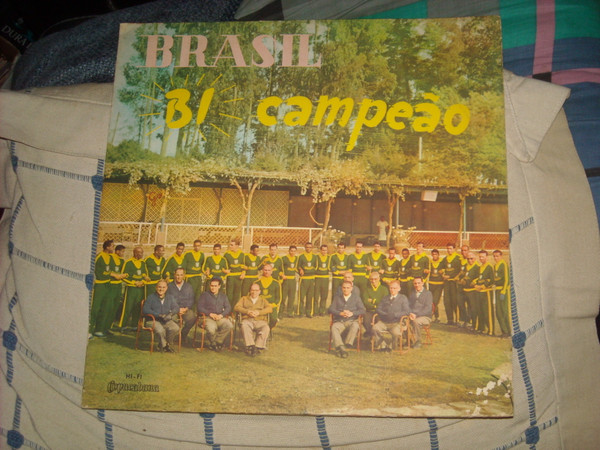 BRASIL
BI campeão
HI-FI
Copacabana